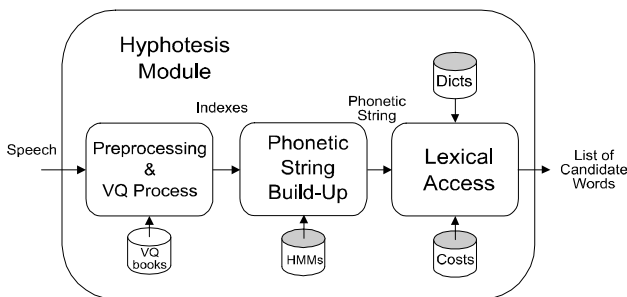 Hyphotesis
Module
Dicts
Indexes
Phonetic
String
Speech
Preprocessing
&
VQ Process
Phonetic
String
Build-Up
Lexical
Access
List of
Candidate
Words
VQ
books
HMMs
Costs